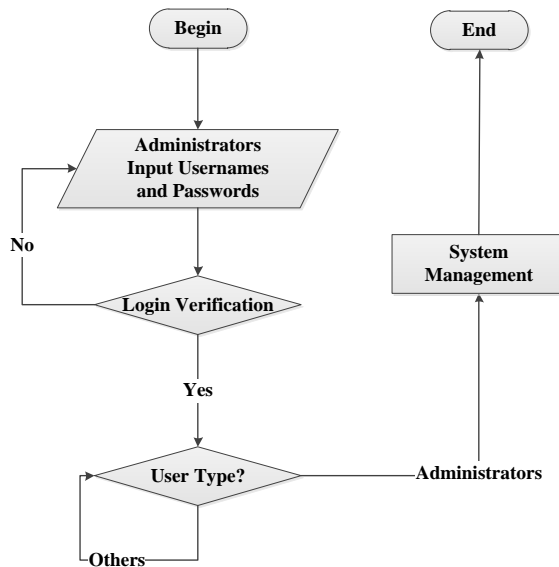 Begin
End
Administrators
Input Usernames
and Passwords
No
System
Management
Login Verification
Yes
User Type?
Administrators
Others